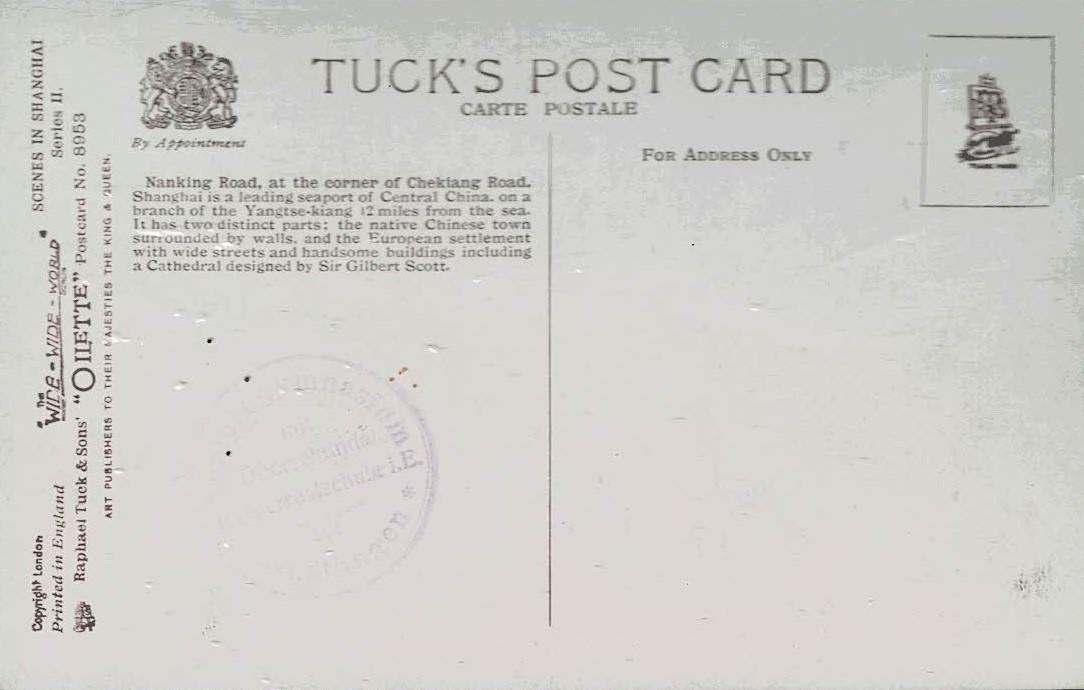 TUCK'S POST CARD
CARTE POSTALE
By Appointment
FOR ADDRESS ONLY
Nanking Road, at the corner of Chekiang Road.
Shanghai is a leading seaport of Central China, on a
branch of the Yangtse-kiang 12 miles from the sea.
It has two distinct parts: the native Chinese town
surrounded by walls, and the European settlement
with wide streets and handsome buildings including
a Cathedral designed by Sir Gilbert Scott.
Copyright London
"THE WIDE-WIDE-WORLD"
SCENES IN SHANGHAI
Printed in England
Series II.
Raphael Tuck & Sons' "OILETTE" Postcard No. 8953
ART PUBLISHERS TO THEIR MAJESTIES THE KING & QUEEN.
i.E.